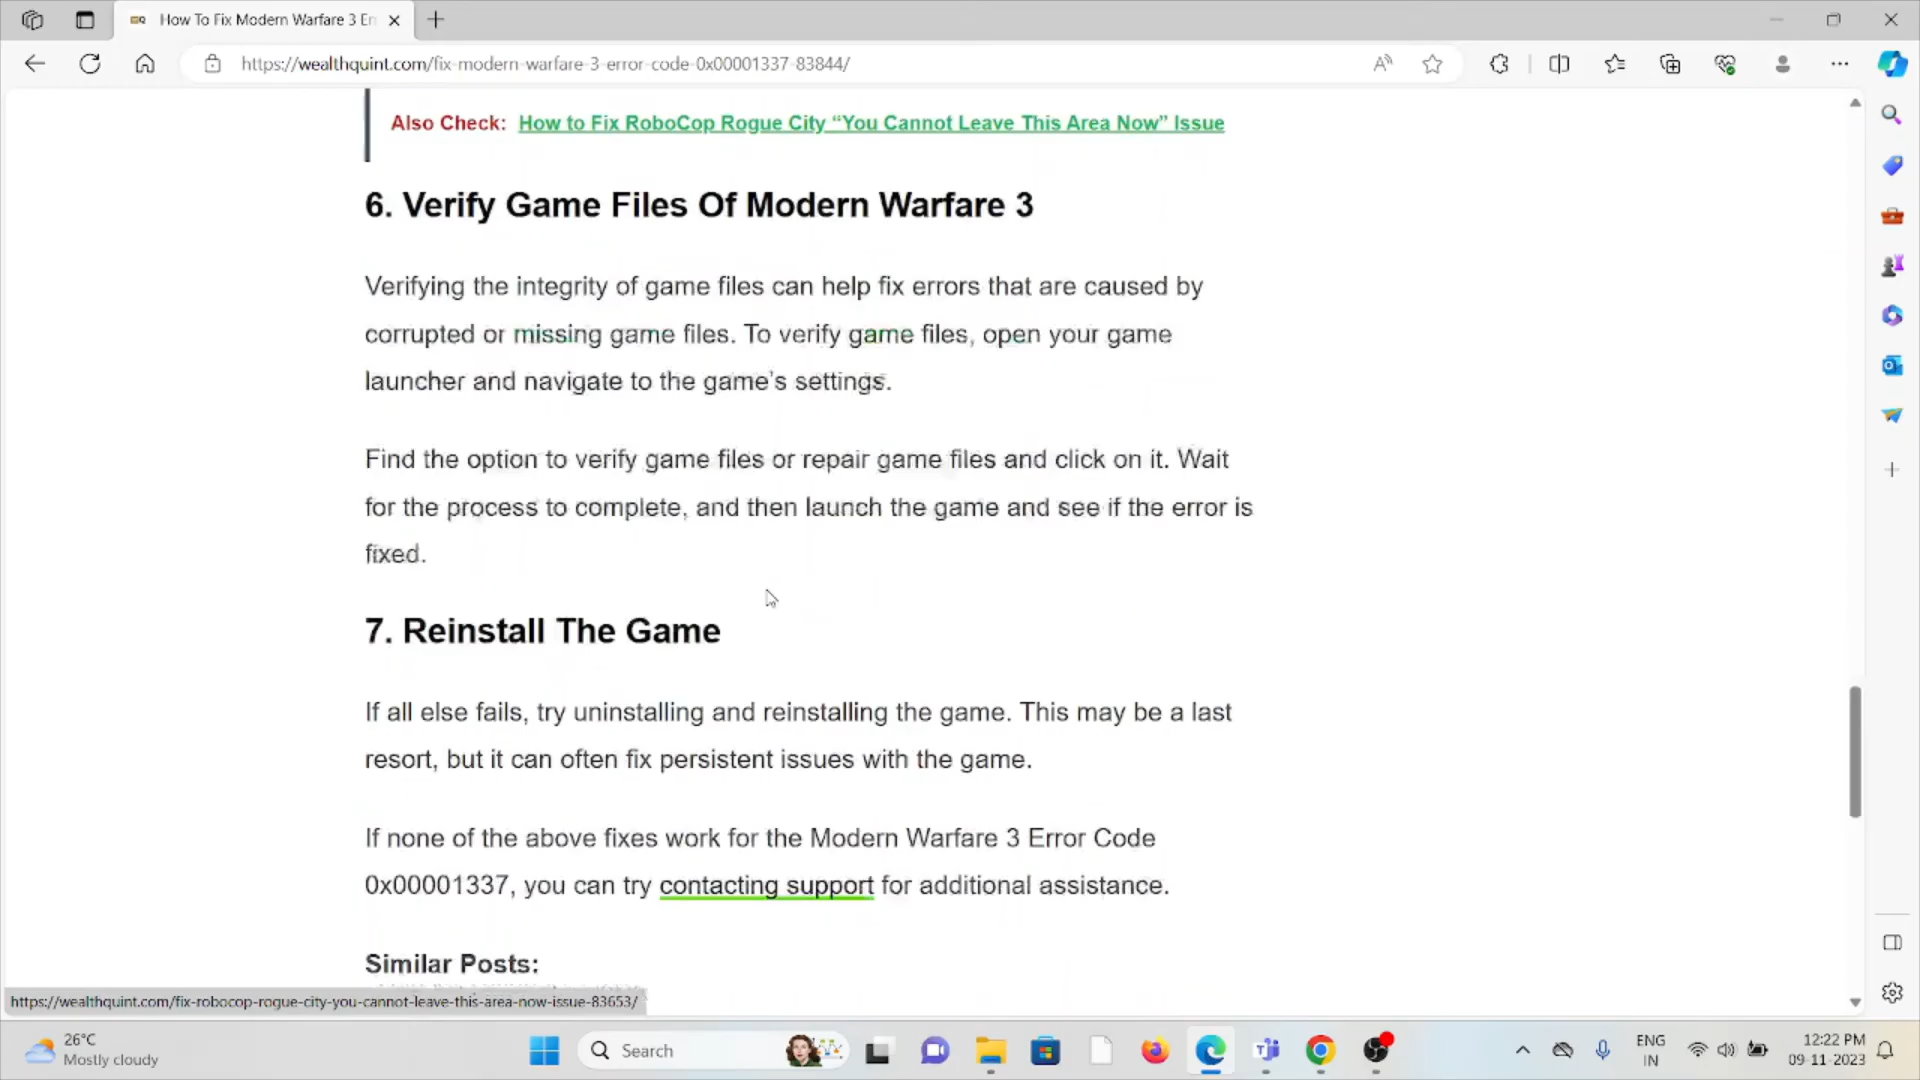 How To Fix Modern Warfare 3 En
https://wealthquint.com/fix-modern-warfare-3-error-code-0x00001337-83844/
Also Check: How to Fix RoboCop Rogue City “You Cannot Leave This Area Now” Issue
6. Verify Game Files Of Modern Warfare 3
Verifying the integrity of game files can help fix errors that are caused by
corrupted or missing game files. To verify game files, open your game
launcher and navigate to the game’s settings.
Find the option to verify game files or repair game files and click on it. Wait
for the process to complete, and then launch the game and see if the error is
fixed.
7. Reinstall The Game
If all else fails, try uninstalling and reinstalling the game. This may be a last
resort, but it can often fix persistent issues with the game.
If none of the above fixes work for the Modern Warfare 3 Error Code
0x00001337, you can try contacting support for additional assistance.
Similar Posts:
https://wealthquint.com/fix-robocop-rogue-city-you-cannot-leave-this-area-now-issue-83653/
26°C
Mostly cloudy
Search
ENG
IN
12:22 PM
09-11-2023